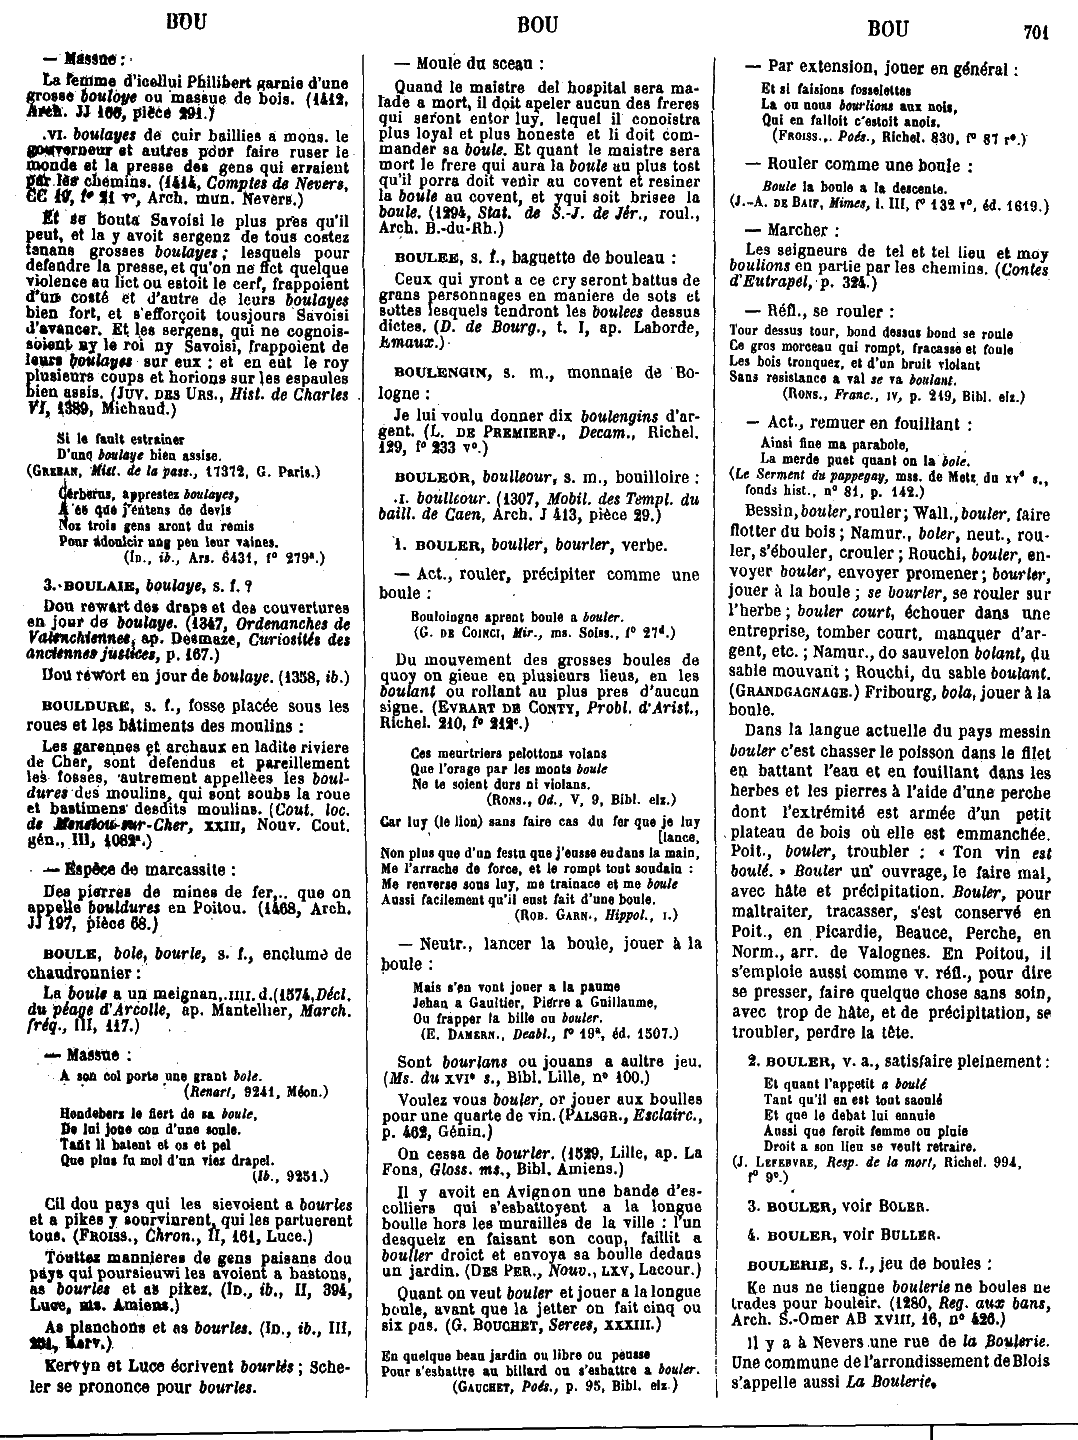 BOU
BOU
BOU
701
— Massue :
La femme d'icellui Philibert garnie d'une
grosse bouloye ou massue de bois. (1412,
Arch. JJ 166, pièce 291.)
.VI. boulayes de cuir baillies a mons. le
gouverneur et autres pour faire ruser le
monde et la presse des gens qui erraient
par les chemins. (1414, Comptes de Nevers,
CC 19, f° 21 v°, Arch. mun. Nevers.)
Et se bouta Savoisi le plus pres qu'il
peut, et la y avoit sergenz de tous costez
tenans grosses boulayes ; lesquels pour
defendre la presse, et qu'on ne fist quelque
violence au lict ou estoit le cerf, frappoient
d'un costé et d'autre de leurs boulayes
bien fort, et s'efforçoit tousjours Savoisi
d'avancer. Et les sergens, qui ne cognois-
soient ny le roi ny Savoisi, frappoient de
leurs boulayes sur eux ; et en eut le roy
plusieurs coups et horions sur les espaules
bien assis. (JUV. DES URS., Hist. de Charles
VI, 1389, Michaud.)
Si le fault estrainer
D'unq boulaye bien assise.
(GREBAN, Mist. de la pass., 17372, G. Paris.)
Cerberus, apprestez boulayes,
A ce que j'entens de devis
Noz trois gens aront du remis
Pour adoulcir ung peu leur vaines.
(ID., ib., Ars. 6431, f° 279ª.)
3. BOULAIE, boulaye, s. f. ?
Dou rewart des draps et des couvertures
en jour de boulaye. (1347, Ordenanches de
Valenchiennes, ap. Desmaze, Curiosités des
anciennes justices, p. 167.)
Dou rewort en jour de boulaye. (1358, ib.)
BOULDURE, s. f., fosse placée sous les
roues et les bâtiments des moulins :
Les garennes et archaux en ladite riviere
de Cher, sont defendus et pareillement
les fosses, autrement appellées les boul-
dures des moulins, qui sont soubs la roue
et bastimens desdits moulins. (Cout. loc.
de Menetou-sur-Cher, XXIII, Nouv. Cout.
gén., III, 1062ª.)
— Espèce de marcassite :
Des pierres de mines de fer,.. que on
appelle bouldures en Poitou. (1468, Arch.
JJ 197, pièce 68.)
BOULE, bole, bourle, s. f., enclume de
chaudronnier :
La boule a un meignan, .IIII. d. (1574, Décl.
du péage d'Arcolle, ap. Mantellier, March.
fréq., III, 117.)
— Massue :
A son col porte une grant bole.
(Renart, 9241, Méon.)
Hendebers le fiert de sa boule,
De lui joue con d'une soule.
Tant li batent et os et pel
Que plus fu mol d'un viez drapel.
(Ib., 9251.)
Cil dou pays qui les sievoient a bourles
et a pikes y sourvinrent, qui les partuerent
tous. (FROISS., Chron., II, 161, Luce.)
Touttez mannieres de gens paisans dou
pays qui poursieuwi les avoient a bastons,
as bourles et as pikez. (ID., ib., II, 394,
Luce, ms. Amiens.)
As planchons et as bourles. (ID., ib., III,
231, Kerv.)
Kervyn et Luce écrivent bourlés ; Sche-
ler se prononce pour bourles.
— Moule du sceau :
Quand le maistre del hospital sera ma-
lade a mort, il doit apeler aucun des freres
qui seront entor luy, lequel il conoistra
plus loyal et plus honeste et li doit com-
mander sa boule. Et quant le maistre sera
mort le frere qui aura la boule au plus tost
qu'il porra doit venir au covent et resiner
la boule au covent, et yqui soit brisee la
boule. (1294, Stat. de S.-J. de Jér., roul.,
Arch. B.-du-Rh.)
BOULEE, s. f., baguette de bouleau :
Ceux qui yront a ce cry seront battus de
grans personnages en maniere de sots et
sottes lesquels tendront les boulees dessus
dictes. (D. de Bourg., t. I, ap. Laborde,
Emaux.)
BOULENGIN, s. m., monnaie de Bo-
logne :
Je lui voulu donner dix boulengins d'ar-
gent. (L. DE PREMIERF., Decam., Richel.
129, f° 233 v°.)
BOULEOR, boulleour, s. m., bouilloire :
.I. boullcour. (1307, Mobil. des Templ. du
baill. de Caen, Arch. J 413, pièce 29.)
1. BOULER, bouller, bourler, verbe.
— Act., rouler, précipiter comme une
boule :
Bouloiogne aprent boule a bouler.
(G. DE COINCI, Mir., ms. Soiss., f° 27ᵈ.)
Du mouvement des grosses boules de
quoy on gieue en plusieurs lieus, en les
boulant ou rollant au plus pres d'aucun
signe. (EVRART DE CONTY, Probl. d'Arist.,
Richel. 210, f° 212ᶜ.)
Ces meurtriers pelottons volans
Que l'orage par les monts boule
Ne te soient durs ni violans.
(RONS., Od., V, 9, Bibl. elz.)
Car luy (le lion) sans faire cas du fer que je luy
[lance,
Non plus que d'un festu que j'eusse eu dans la main,
Me l'arrache de force, et le rompt tout soudain :
Me renverse sous luy, me trainace et me boule
Aussi facilement qu'il eust fait d'une boule.
(ROB. GARN., Hippol., I.)
— Neutr., lancer la boule, jouer à la
boule :
Mais s'en vont jouer a la paume
Jehan a Gaultier, Pierre a Guillaume,
Ou frapper la bille ou bouler.
(E. DAMERN., Deabl., f° 19ª, éd. 1507.)
Sont bourlans ou jouans a aultre jeu.
(Ms. du XVIᵉ s., Bibl. Lille, n° 100.)
Voulez vous bouler, or jouer aux boulles
pour une quarte de vin. (PALSGR., Esclairc.,
p. 462, Génin.)
On cessa de bourler. (1529, Lille, ap. La
Fons, Gloss. ms., Bibl. Amiens.)
Il y avoit en Avignon une bande d'es-
colliers qui s'esbattoyent a la longue
boulle hors les murailles de la ville : l'un
desquelz en faisant son coup, faillit a
bouller droict et envoya sa boulle dedans
un jardin. (DES PER., Nouv., LXV, Lacour.)
Quant on veut bouler et jouer a la longue
boule, avant que la jetter on fait cinq ou
six pas. (G. BOUCHET, Serees, XXXIII.)
En quelque beau jardin ou libre ou peusse
Pour s'esbattre au billard ou s'esbattre a bouler.
(GAUCHET, Poés., p. 95, Bibl. elz.)
— Par extension, jouer en général :
Et si faisions fosselettes
La ou nous bourlions aux nois,
Qui en falloit c'estoit anois.
(FROISS., Poés., Richel. 830, f° 87 r°.)
— Rouler comme une boule :
Boule la boule a la descente.
(J.-A. DE BAIF, Mimes, l. III, f° 132 v°, éd. 1619.)
— Marcher :
Les seigneurs de tel et tel lieu et moy
boulions en partie par les chemins. (Contes
d'Eutrapel, p. 324.)
— Réfl., se rouler :
Tour dessus tour, bond dessus bond se roule
Ce gros morceau qui rompt, fracasse et foule
Les bois tronquez, et d'un bruit violant
Sans resistance a val se va boulant.
(RONS., Franc., IV, p. 219, Bibl. elz.)
— Act., remuer en fouillant :
Ainsi fine ma parabole,
La merde puet quant on la bole.
(Le Serment du pappegay, mss. de Metz du XVᵉ s.,
fonds hist., n° 81, p. 142.)
Bessin, bouler, rouler ; Wall., bouler, faire
flotter du bois ; Namur., boler, neut., rou-
ler, s'ébouler, crouler ; Rouchi, bouler, en-
voyer bouler, envoyer promener ; bourler,
jouer à la boule ; se bourler, se rouler sur
l'herbe ; bouler court, échouer dans une
entreprise, tomber court, manquer d'ar-
gent, etc. ; Namur., do sauvelon bolant, du
sable mouvant ; Rouchi, du sable boulant.
(GRANDGAGNAGE.) Fribourg, bola, jouer à la
boule.
Dans la langue actuelle du pays messin
bouler c'est chasser le poisson dans le filet
en battant l'eau et en fouillant dans les
herbes et les pierres à l'aide d'une perche
dont l'extrémité est armée d'un petit
plateau de bois où elle est emmanchée.
Poit., bouler, troubler : « Ton vin est
boulé. » Bouler un ouvrage, le faire mal,
avec hâte et précipitation. Bouler, pour
maltraiter, tracasser, s'est conservé en
Poit., en Picardie, Beauce, Perche, en
Norm., arr. de Valognes. En Poitou, il
s'emploie aussi comme v. réfl., pour dire
se presser, faire quelque chose sans soin,
avec trop de hâte, et de précipitation, se
troubler, perdre la tête.
2. BOULER, v. a., satisfaire pleinement :
Et quant l'appetit a boulé
Tant qu'il en est tout saoulé
Et que le debat lui ennuie
Aussi que feroit femme ou pluie
Droit a son lieu se veult retraire.
(J. LEFEBVRE, Resp. de la mort, Richel. 994,
f° 9ᶜ.)
3. BOULER, voir BOLER.
4. BOULER, voir BULLER.
BOULERIE, s. f., jeu de boules :
Ke nus ne tiengne boulerie ne boules ne
trades pour bouleir. (1280, Reg. aux bans,
Arch. S.-Omer AB XVIII, 16, n° 426.)
Il y a à Nevers une rue de la Boulerie.
Une commune de l'arrondissement de Blois
s'appelle aussi La Boulerie.